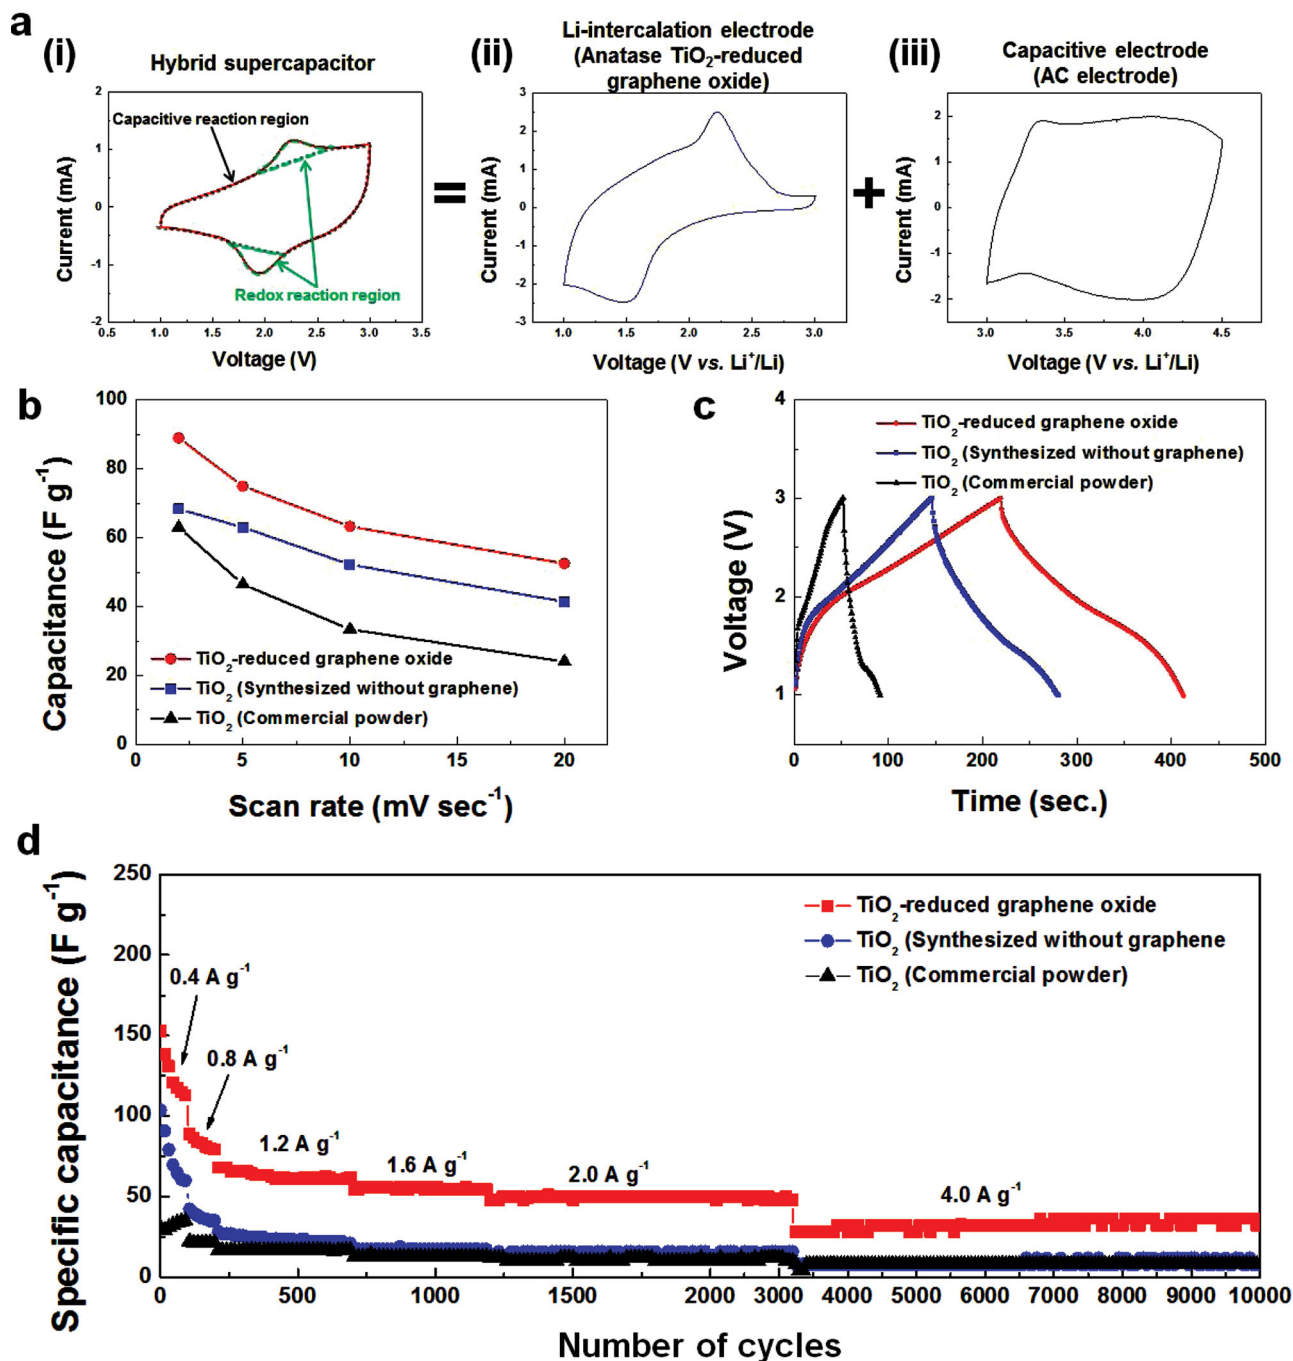 a
(i)
Hybrid supercapacitor
2
1
0
-1
-2
Current (mA)
Capacitive reaction region
Redox reaction region
0.5 1.0 1.5 2.0 2.5 3.0 3.5
Voltage (V)
=
(ii)
Li-intercalation electrode
(Anatase TiO2-reduced
graphene oxide)
3
2
1
0
-1
-2
-3
Current (mA)
1.0 1.5 2.0 2.5 3.0
Voltage (V vs. Li+/Li)
+
(iii)
Capacitive electrode
(AC electrode)
2
1
0
-1
-2
Current (mA)
3.0 3.5 4.0 4.5
Voltage (V vs. Li+/Li)
b
100
80
60
40
20
0
Capacitance (F g-1)
TiO2-reduced graphene oxide
TiO2 (Synthesized without graphene)
TiO2 (Commercial powder)
0 5 10 15 20
Scan rate (mV sec-1)
c
4
3
2
1
Voltage (V)
TiO2-reduced graphene oxide
TiO2 (Synthesized without graphene)
TiO2 (Commercial powder)
0 100 200 300 400 500
Time (sec.)
d
250
200
150
100
50
0
Specific capacitance (F g-1)
TiO2-reduced graphene oxide
TiO2 (Synthesized without graphene
TiO2 (Commercial powder)
0.4 A g-1
0.8 A g-1
1.2 A g-1
1.6 A g-1
2.0 A g-1
4.0 A g-1
0 500 1000 1500 2000 3000 4000 5000 6000 7000 8000 9000 10000
Number of cycles